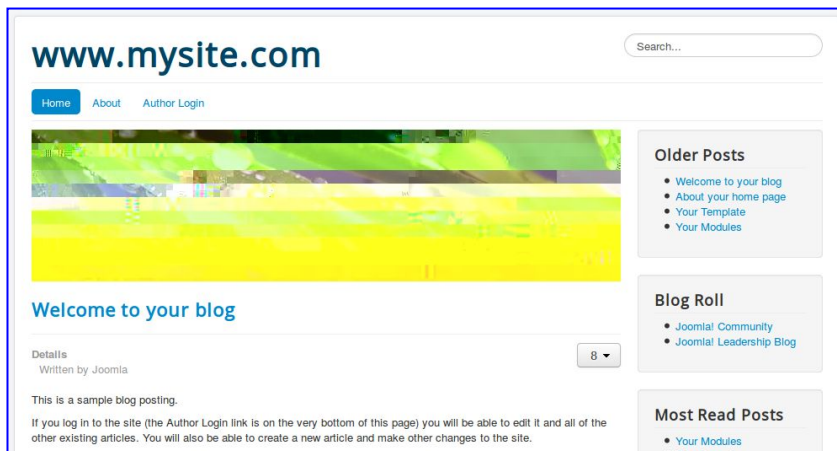 www.mysite.com
Search...
Home About Author Login
Welcome to your blog
Details
Written by Joomla
8
This is a sample blog posting.
If you log in to the site (the Author Login link is on the very bottom of this page) you will be able to edit it and all of the
other existing articles. You will also be able to create a new article and make other changes to the site.
Older Posts
Welcome to your blog
About your home page
Your Template
Your Modules
Blog Roll
Joomla! Community
Joomla! Leadership Blog
Most Read Posts
Your Modules